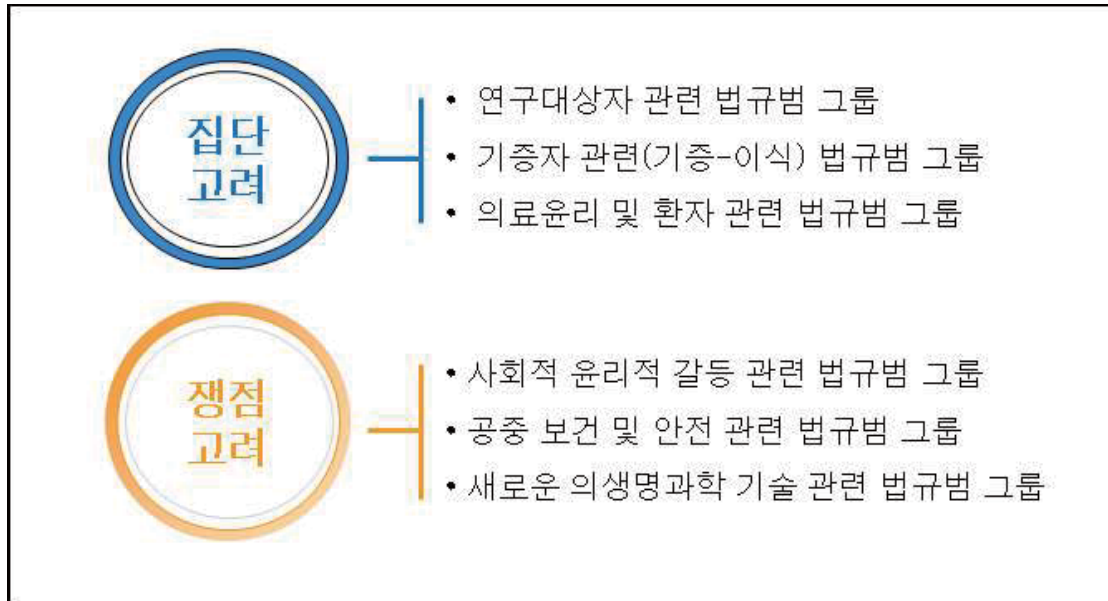 집단
고려
• 연구대상자 관련 법규범 그룹
• 기증자 관련(기증-이식) 법규범 그룹
• 의료윤리 및 환자 관련 법규범 그룹
쟁점
고려
• 사회적 윤리적 갈등 관련 법규범 그룹
• 공중 보건 및 안전 관련 법규범 그룹
• 새로운 의생명과학 기술 관련 법규범 그룹